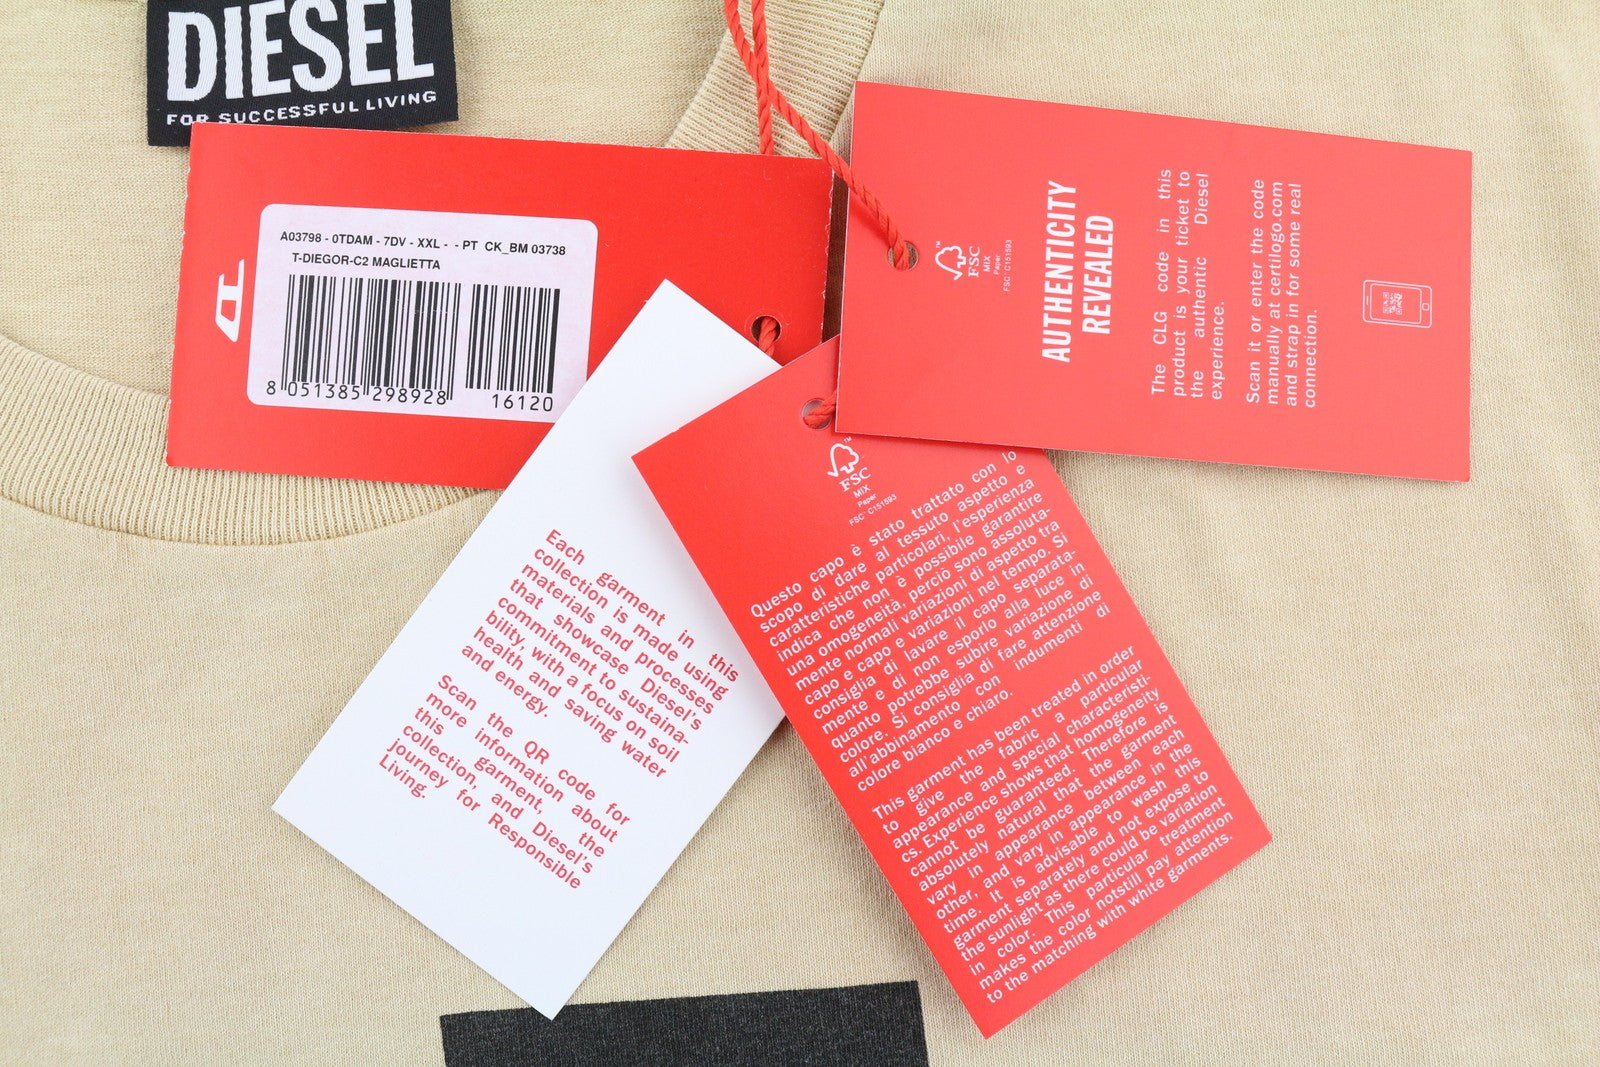 DIESEL
FOR SUCCESSFUL LIVING
A03798 - 0TDAM - 7DV - XXL - - PT CK_BM 03738
T-DIEGOR-C2 MAGLIETTA
8 051385 298928
16120
Each garment in this
collection is made using
materials and processes
that showcase Diesel's
commitment to sustaina-
bility, with a focus on soil
health and saving water
and energy.
Scan the QR code for
more information about
this garment, the
collection, and Diesel's
journey for Responsible
Living.
FSC
MIX
Paper
FSC™ C151593
Questo capo è stato trattato con lo
scopo di dare al tessuto aspetto e
caratteristiche particolari, l'esperienza
indica che non è possibile garantire
una omogeneità, perciò sono assoluta-
mente normali variazioni di aspetto tra
capo e capo e variazioni nel tempo. Si
consiglia di lavare il capo separata-
mente e di non esporlo alla luce in
quanto potrebbe subire variazione di
colore. Si consiglia di fare attenzione
all'abbinamento con indumenti di
colore bianco e chiaro.
This garment has been treated in order
to give the fabric a particular
appearance and special characteristi-
cs. Experience shows that homogeneity
cannot be guaranteed. Therefore is
absolutely natural that the garment
vary in appearance between each
other, and vary in appearance in the
time. It is advisable to wash the
garment separately and not expose to
the sunlight as there could be variation
in color. This particular treatment
makes the color notstill pay attention
to the matching with white garments.
FSC
MIX
Paper
FSC™ C151593
AUTHENTICITY
REVEALED
The CLG code in this
product is your ticket to
the authentic Diesel
experience.
Scan it or enter the code
manually at certilogo.com
and strap in for some real
connection.